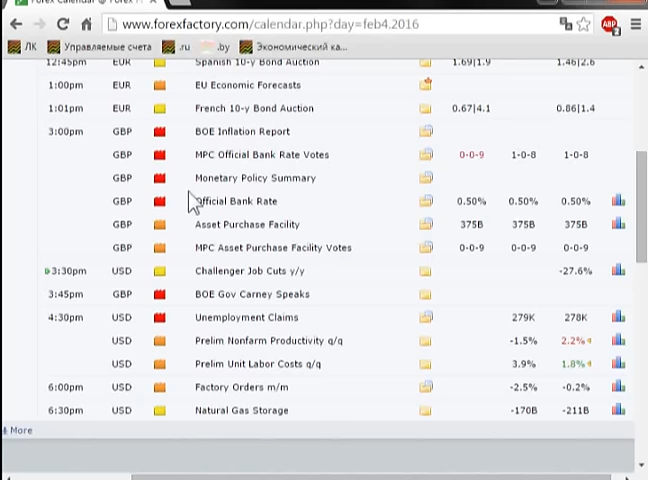 Forex Calendar @ Forex
www.forexfactory.com/calendar.php?day=feb4.2016
ABP 2
ЛК Управляемые счета .ru .by Экономический ка...
12:45pm EUR Spanish 10-y Bond Auction 1.69|1.9 1.46|2.6
1:00pm EUR EU Economic Forecasts
1:01pm EUR French 10-y Bond Auction 0.67|4.1 0.86|1.4
3:00pm GBP BOE Inflation Report
GBP MPC Official Bank Rate Votes 0-0-9 1-0-8 1-0-8
GBP Monetary Policy Summary
GBP Official Bank Rate 0.50% 0.50% 0.50%
GBP Asset Purchase Facility 375B 375B 375B
GBP MPC Asset Purchase Facility Votes 0-0-9 0-0-9 0-0-9
3:30pm USD Challenger Job Cuts y/y -27.6%
3:45pm GBP BOE Gov Carney Speaks
4:30pm USD Unemployment Claims 279K 278K
USD Prelim Nonfarm Productivity q/q -1.5% 2.2%
USD Prelim Unit Labor Costs q/q 3.9% 1.8%
6:00pm USD Factory Orders m/m -2.5% -0.2%
6:30pm USD Natural Gas Storage -170B -211B
More